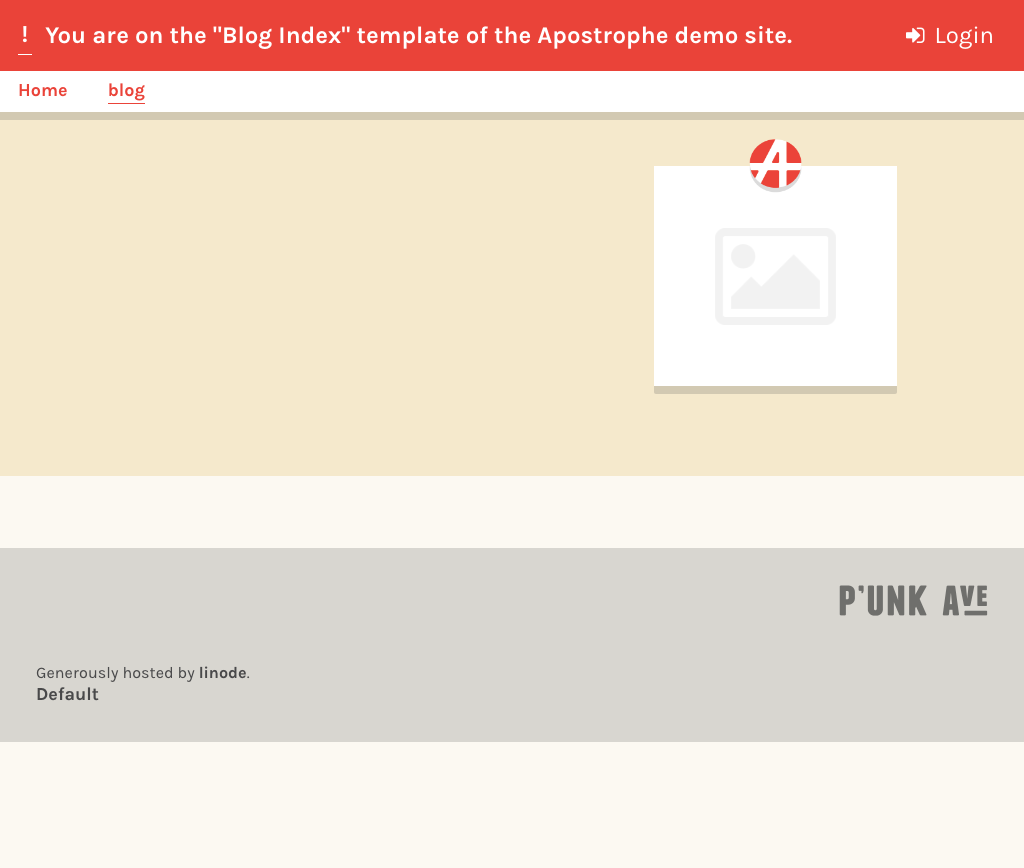 ! You are on the "Blog Index" template of the Apostrophe demo site. Login
Home blog
A
P'UNK AVE
Generously hosted by linode.
Default